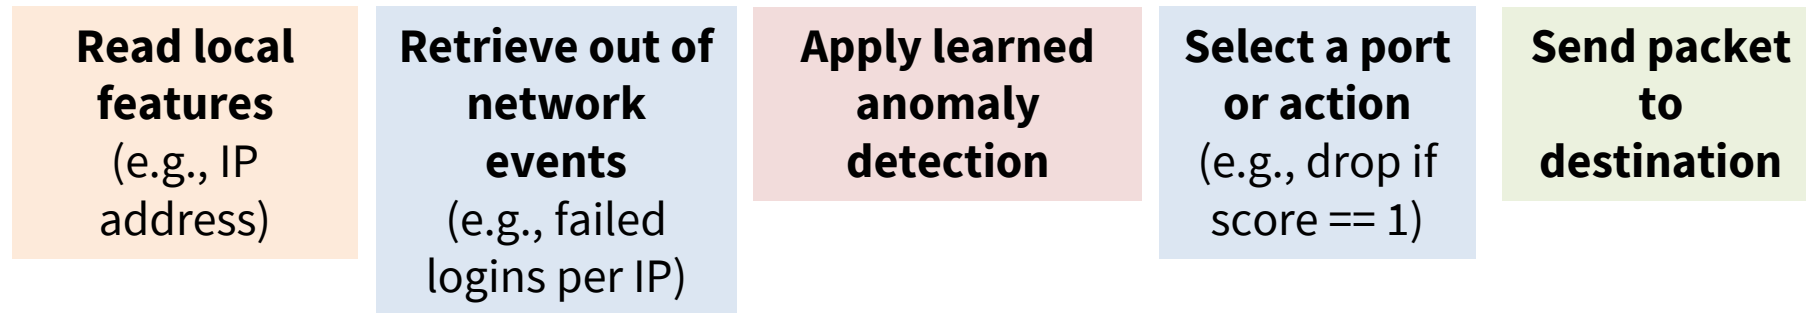 Read local
features
(e.g., IP
address)
Retrieve out of
network
events
(e.g., failed
logins per IP)
Apply learned
anomaly
detection
Select a port
or action
(e.g., drop if
score == 1)
Send packet
to
destination